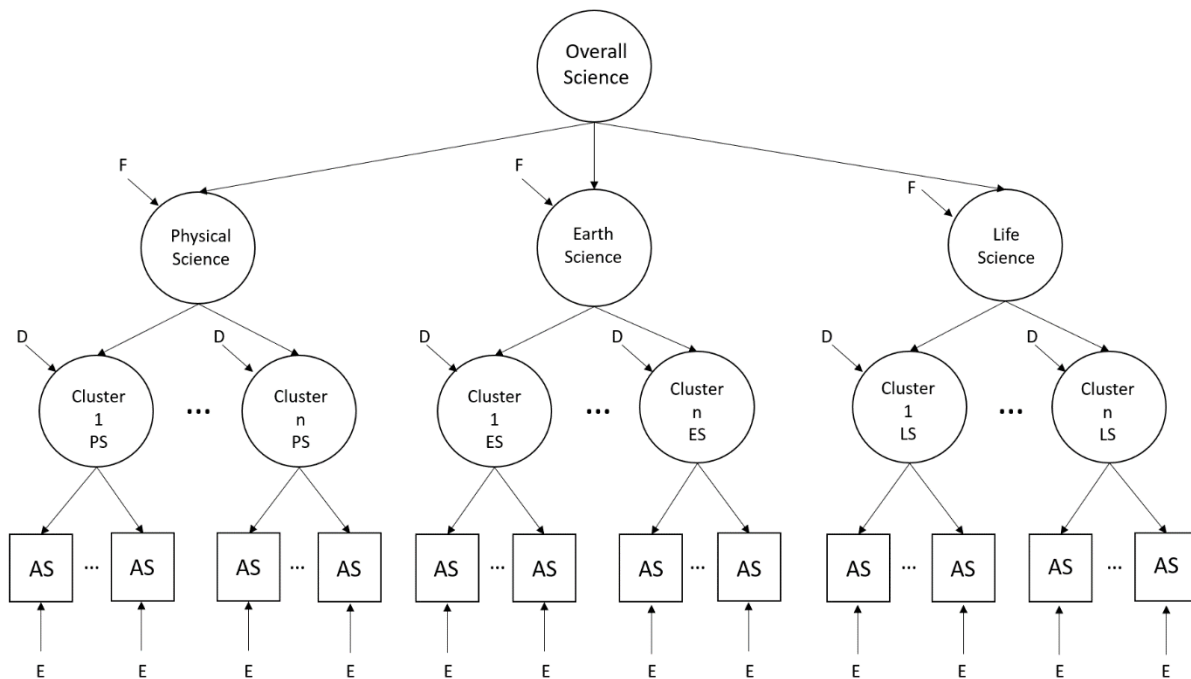 Overall
Science
F
F
F
Physical
Science
Earth
Science
Life
Science
D
D
D
D
D
D
Cluster
1
PS
...
Cluster
n
PS
Cluster
1
ES
...
Cluster
n
ES
Cluster
1
LS
...
Cluster
n
LS
AS ... AS
AS ... AS
AS ... AS
AS ... AS
AS ... AS
AS ... AS
E
E
E
E
E
E
E
E
E
E
E
E